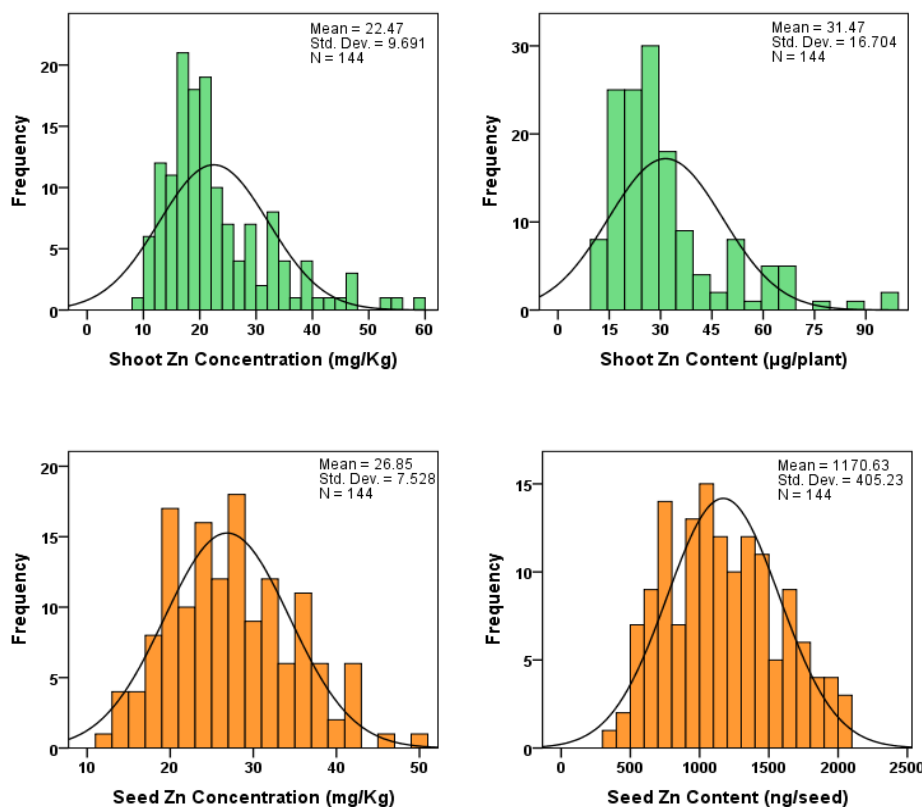 Mean = 22.47
Std. Dev. = 9.691
N = 144
Frequency
20
15
10
5
0
0 10 20 30 40 50 60
Shoot Zn Concentration (mg/Kg)
Mean = 31.47
Std. Dev. = 16.704
N = 144
Frequency
30
20
10
0
0 15 30 45 60 75 90
Shoot Zn Content (µg/plant)
Mean = 26.85
Std. Dev. = 7.528
N = 144
Frequency
20
15
10
5
0
10 20 30 40 50
Seed Zn Concentration (mg/Kg)
Mean = 1170.63
Std. Dev. = 405.23
N = 144
Frequency
15
10
5
0
0 500 1000 1500 2000 2500
Seed Zn Content (ng/seed)